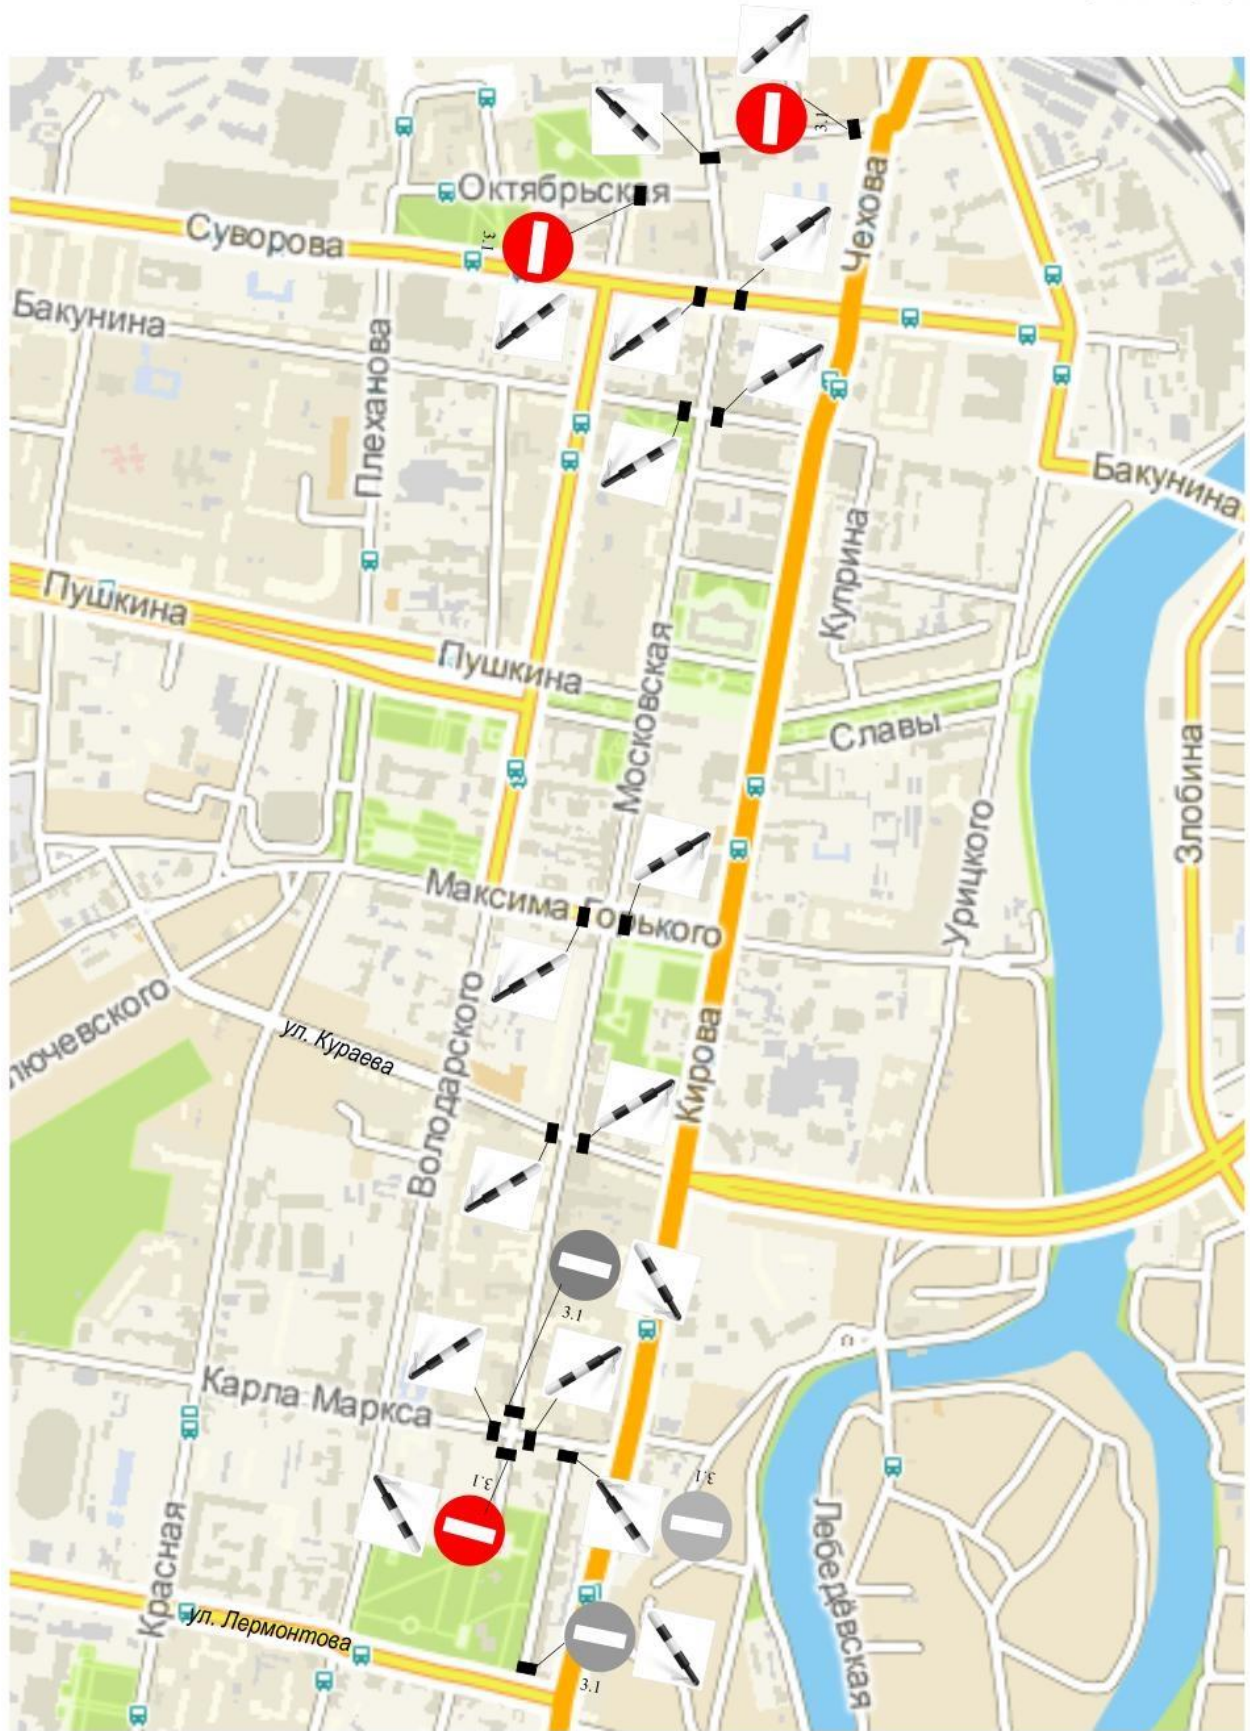 3.1
Октябрьская
Суворова
3.1
Чехова
Бакунина
Плеханова
Бакунина
Куприна
Пушкина
Пушкина
Московская
Славы
Злобина
Урицкого
Максима Горького
лючевского
Володарского
ул. Кураева
Кирова
3.1
Карла Маркса
3.1
3.1
Красная
Лебедёвская
ул. Лермонтова
3.1